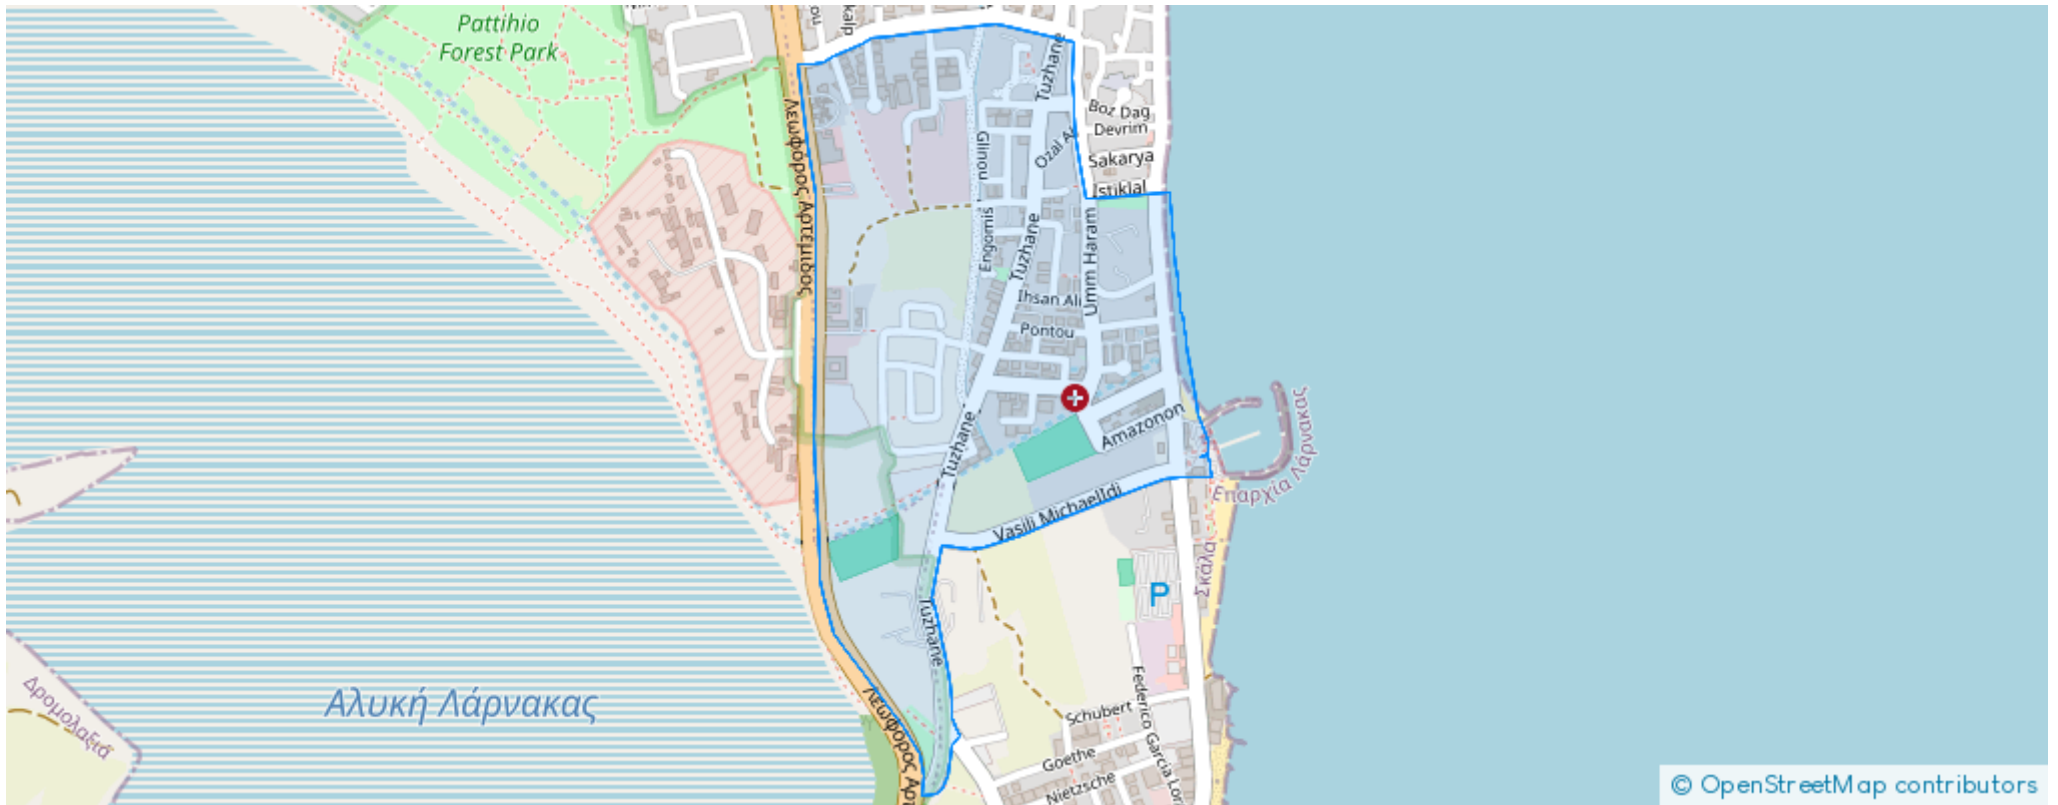 Pattihio
Forest Park
kalp
Tuzhane
Λεωφόρος Αρτέμιδος
Boz Dag
Devrim
Glinou
Ozal
Sakarya
Istiklal
Engomis
Tuzhane
Umm Haram
Ihsan Ali
Pontou
Amazonon
Tuzhane
Επαρχία Λάρνακας
Vasili MichaelIdi
Σκάλα
P
Tuzhane
Δρομολαξιά
Αλυκή Λάρνακας
Λεωφόρος Αρτ
Schubert
Federico Garcia Lor
Goethe
Nietzsche
© OpenStreetMap contributors